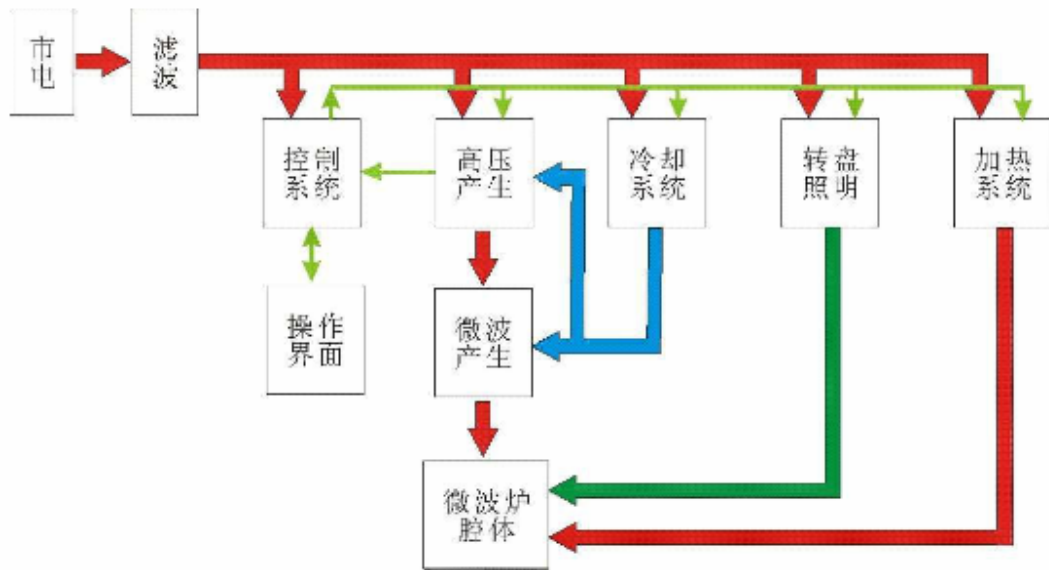 市
电
滤
波
控制
系统
高压
产生
冷却
系统
转盘
照明
加热
系统
操作
界面
微波
产生
微波炉
腔体